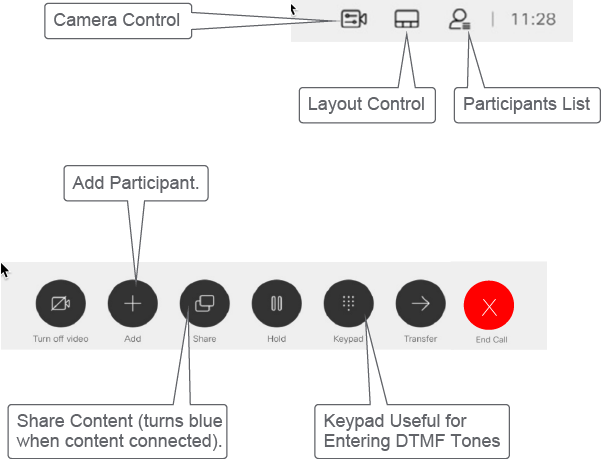 Camera Control
11:28
Layout Control
Participants List
Add Participant.
Turn off video
Add
Share
Hold
Keypad
Transfer
End Call
Share Content (turns blue
when content connected).
Keypad Useful for
Entering DTMF Tones